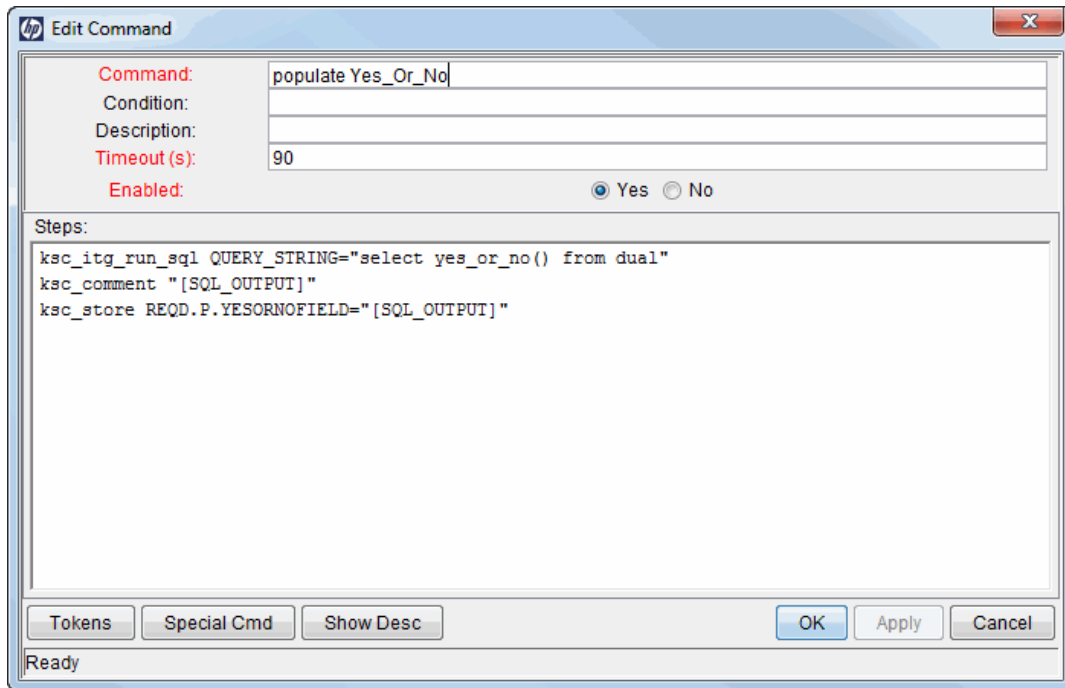 hp Edit Command
Command: populate Yes_Or_No
Condition:
Description:
Timeout (s): 90
Enabled: Yes No
Steps:
ksc_itg_run_sql QUERY_STRING="select yes_or_no() from dual"
ksc_comment "[SQL_OUTPUT]"
ksc_store REQD.P.YESORNOFIELD="[SQL_OUTPUT]"
Tokens Special Cmd Show Desc OK Apply Cancel
Ready